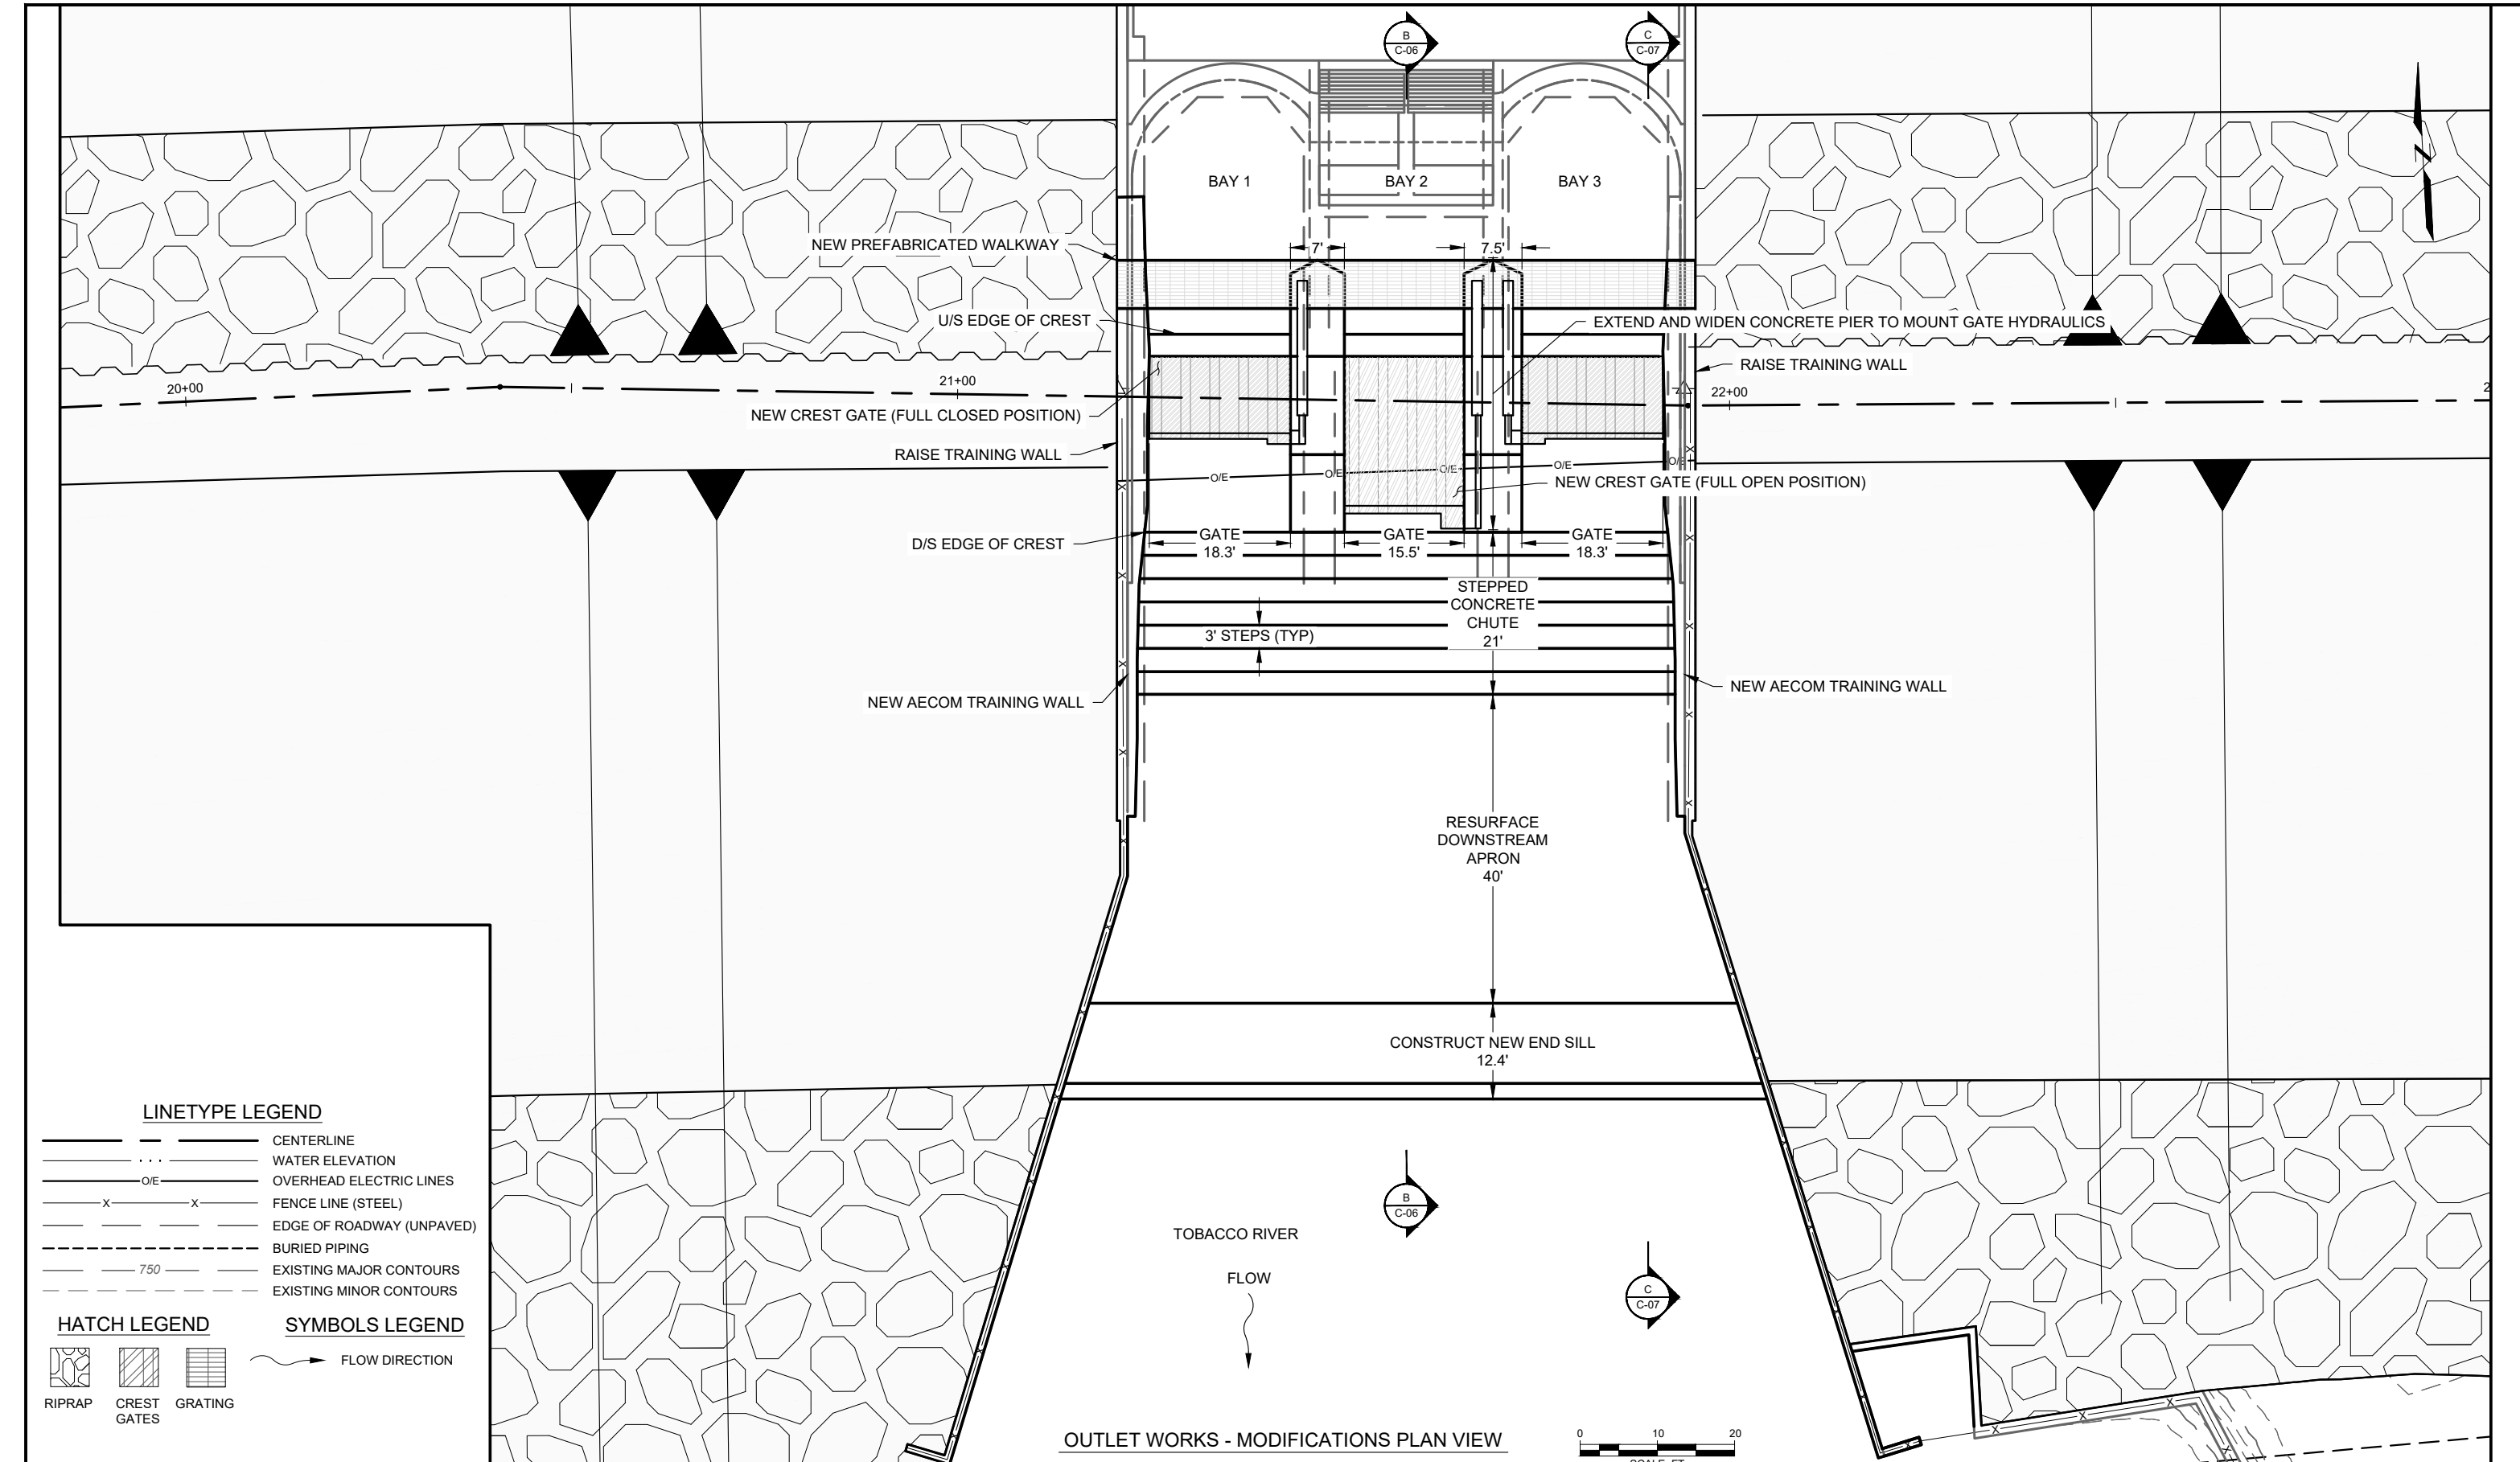 B
C-06
C
C-07
BAY 1
BAY 2
BAY 3
N
NEW PREFABRICATED WALKWAY
7'
7.5'
U/S EDGE OF CREST
EXTEND AND WIDEN CONCRETE PIER TO MOUNT GATE HYDRAULICS
RAISE TRAINING WALL
20+00
21+00
22+00
2
NEW CREST GATE (FULL CLOSED POSITION)
RAISE TRAINING WALL
O/E
O/E
O/E
O/E
O/E
NEW CREST GATE (FULL OPEN POSITION)
D/S EDGE OF CREST
GATE
18.3'
GATE
15.5'
GATE
18.3'
STEPPED
CONCRETE
CHUTE
21'
3' STEPS (TYP)
NEW AECOM TRAINING WALL
NEW AECOM TRAINING WALL
RESURFACE
DOWNSTREAM
APRON
40'
CONSTRUCT NEW END SILL
12.4'
B
C-06
TOBACCO RIVER
FLOW
C
C-07
LINETYPE LEGEND
CENTERLINE
WATER ELEVATION
O/E OVERHEAD ELECTRIC LINES
X X FENCE LINE (STEEL)
EDGE OF ROADWAY (UNPAVED)
BURIED PIPING
750 EXISTING MAJOR CONTOURS
EXISTING MINOR CONTOURS
HATCH LEGEND
SYMBOLS LEGEND
FLOW DIRECTION
RIPRAP
CREST
GATES
GRATING
OUTLET WORKS - MODIFICATIONS PLAN VIEW
0 10 20